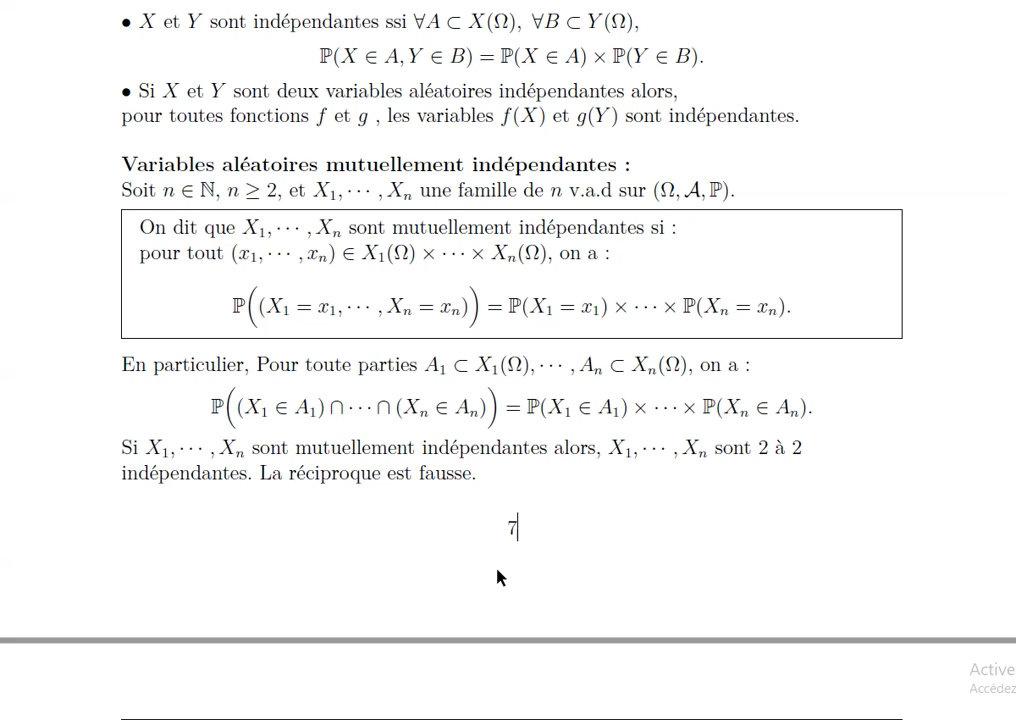 • X et Y sont indépendantes ssi ∀A ⊂ X(Ω), ∀B ⊂ Y(Ω),
ℙ(X ∈ A, Y ∈ B) = ℙ(X ∈ A) × ℙ(Y ∈ B).
• Si X et Y sont deux variables aléatoires indépendantes alors,
pour toutes fonctions f et g , les variables f(X) et g(Y) sont indépendantes.
Variables aléatoires mutuellement indépendantes :
Soit n ∈ ℕ, n ≥ 2, et X₁, ⋯ , Xₙ une famille de n v.a.d sur (Ω, 𝒜, ℙ).
On dit que X₁, ⋯ , Xₙ sont mutuellement indépendantes si :
pour tout (x₁, ⋯ , xₙ) ∈ X₁(Ω) × ⋯ × Xₙ(Ω), on a :
ℙ((X₁ = x₁, ⋯ , Xₙ = xₙ)) = ℙ(X₁ = x₁) × ⋯ × ℙ(Xₙ = xₙ).
En particulier, Pour toute parties A₁ ⊂ X₁(Ω), ⋯ , Aₙ ⊂ Xₙ(Ω), on a :
ℙ((X₁ ∈ A₁) ∩ ⋯ ∩ (Xₙ ∈ Aₙ)) = ℙ(X₁ ∈ A₁) × ⋯ × ℙ(Xₙ ∈ Aₙ).
Si X₁, ⋯ , Xₙ sont mutuellement indépendantes alors, X₁, ⋯ , Xₙ sont 2 à 2
indépendantes. La réciproque est fausse.
7
Active
Accédez